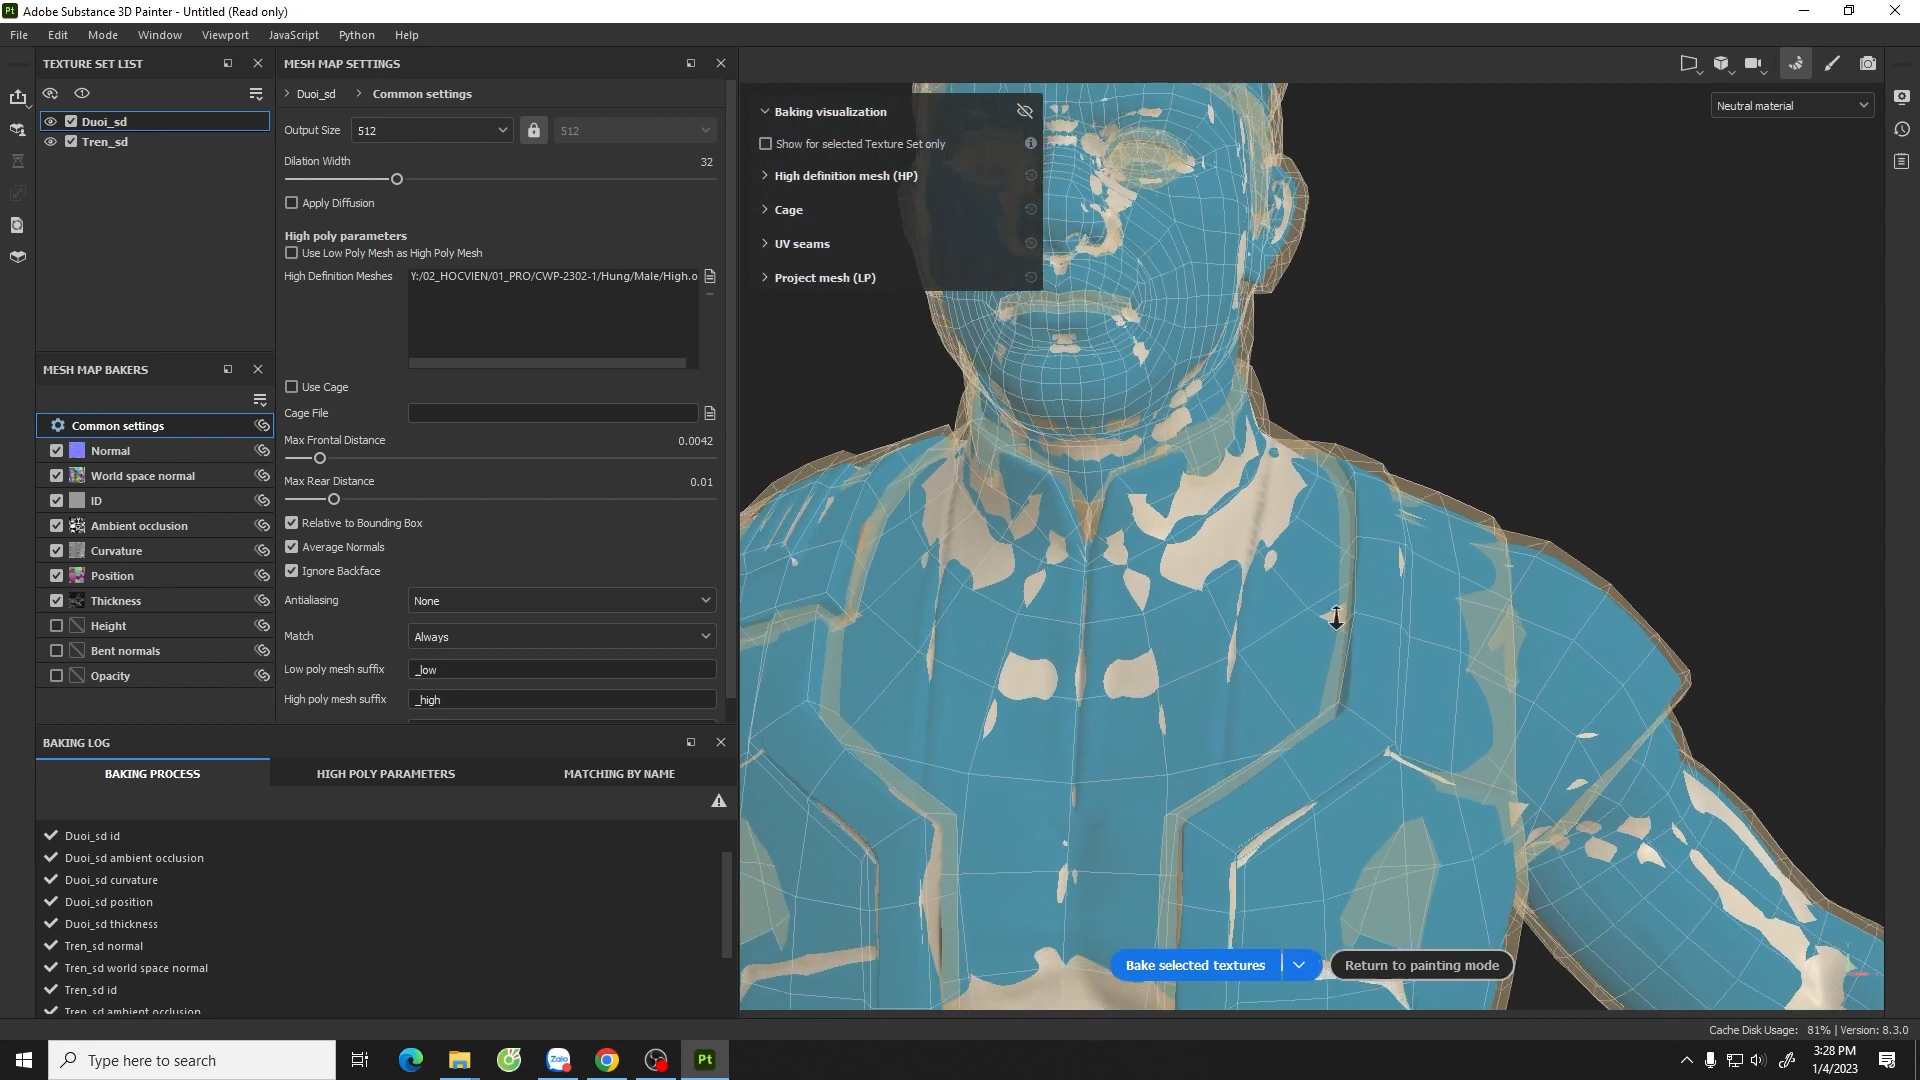 Pt Adobe Substance 3D Painter - Untitled (Read only)
File Edit Mode Window Viewport JavaScript Python Help
TEXTURE SET LIST
Duoi_sd
Tren_sd
MESH MAP BAKERS
Common settings
Normal
World space normal
ID
Ambient occlusion
Curvature
Position
Thickness
Height
Bent normals
Opacity
MESH MAP SETTINGS
Duoi_sd Common settings
Output Size 512 512
Dilation Width 32
Apply Diffusion
High poly parameters
Use Low Poly Mesh as High Poly Mesh
High Definition Meshes Y:/02_HOCVIEN/01_PRO/CWP-2302-1/Hung/Male/High.o
Use Cage
Cage File
Max Frontal Distance 0.0042
Max Rear Distance 0.01
Relative to Bounding Box
Average Normals
Ignore Backface
Antialiasing None
Match Always
Low poly mesh suffix _low
High poly mesh suffix _high
BAKING LOG
BAKING PROCESS HIGH POLY PARAMETERS MATCHING BY NAME
Duoi_sd id
Duoi_sd ambient occlusion
Duoi_sd curvature
Duoi_sd position
Duoi_sd thickness
Tren_sd normal
Tren_sd world space normal
Tren_sd id
Tren_sd ambient occlusion
Baking visualization
Show for selected Texture Set only
High definition mesh (HP)
Cage
UV seams
Project mesh (LP)
Neutral material
Bake selected textures Return to painting mode
Cache Disk Usage: 81% | Version: 8.3.0
Type here to search
Zalo
Pt
3:28 PM
1/4/2023